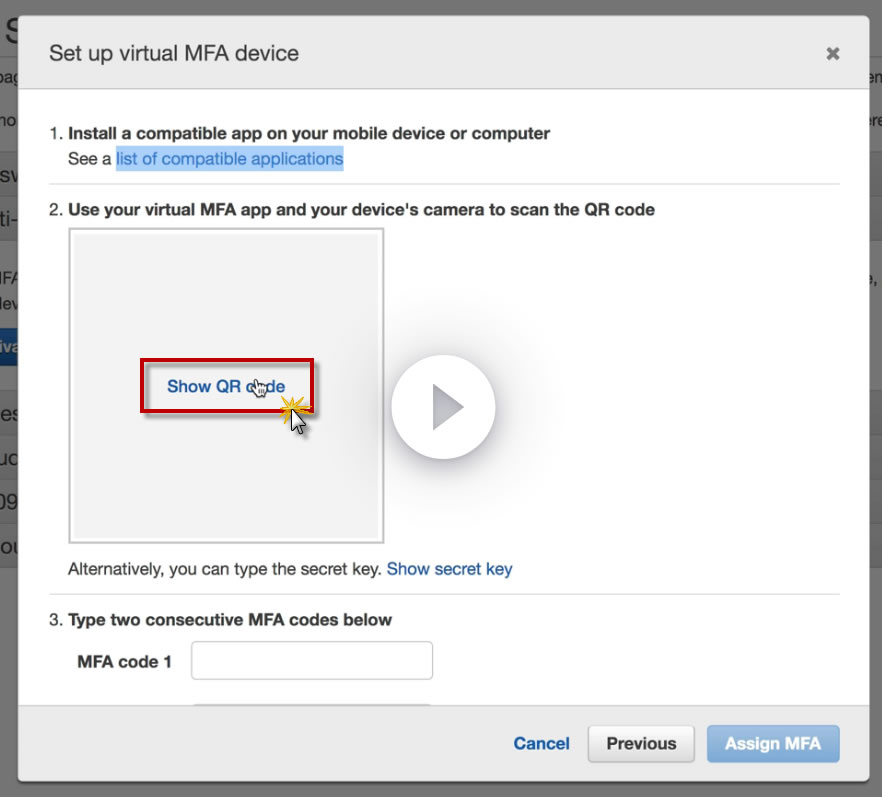 Set up virtual MFA device
1. Install a compatible app on your mobile device or computer
See a list of compatible applications
2. Use your virtual MFA app and your device's camera to scan the QR code
Show QR code
Alternatively, you can type the secret key. Show secret key
3. Type two consecutive MFA codes below
MFA code 1
Cancel Previous Assign MFA